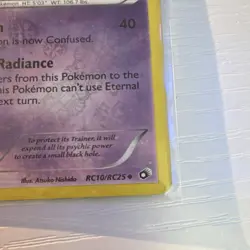 Pokémon HT: 5'03" WT: 106.7 lbs.
40
on is now Confused.
Radiance
ers from this Pokémon to the
his Pokémon can't use Eternal
ext turn.
to protect its Trainer, it will
expend all its psychic power
to create a small black hole.
Illus. Atsuko Nishida
RC10/RC25